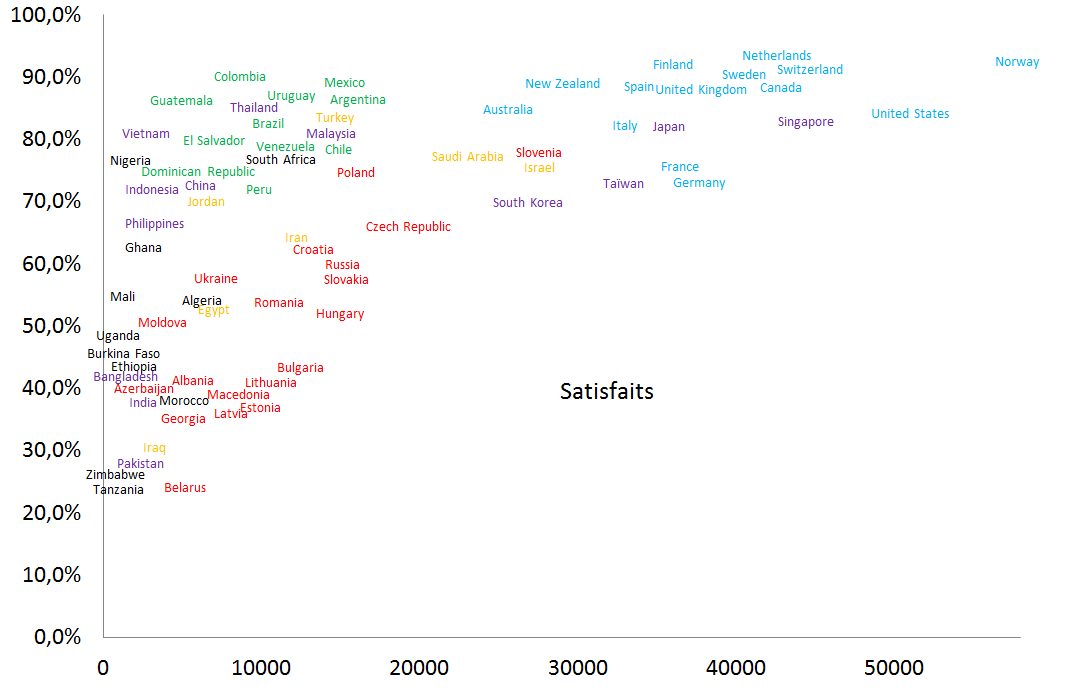 100,0%
Netherlands
Norway
Finland
Switzerland
90,0%
Colombia
Sweden
Mexico
New Zealand
Spain
United Kingdom
Canada
Uruguay
Guatemala
Argentina
Thailand
Australia
United States
Turkey
Brazil
Singapore
Italy
Japan
80,0%
Vietnam
Malaysia
El Salvador
Venezuela
Chile
Nigeria
South Africa
Saudi Arabia
Slovenia
Dominican Republic
Poland
Israel
France
Indonesia
China
Peru
Taïwan
Germany
70,0%
Jordan
South Korea
Philippines
Czech Republic
Ghana
Iran
Croatia
60,0%
Russia
Ukraine
Slovakia
Mali
Algeria
Egypt
Romania
Hungary
50,0%
Moldova
Uganda
Burkina Faso
Ethiopia
Bulgaria
Bangladesh
Albania
Lithuania
40,0%
Azerbaijan
Macedonia
Satisfaits
India
Morocco
Estonia
Georgia
Latvia
30,0%
Iraq
Pakistan
Zimbabwe
Tanzania
Belarus
20,0%
10,0%
0,0%
0 10000 20000 30000 40000 50000